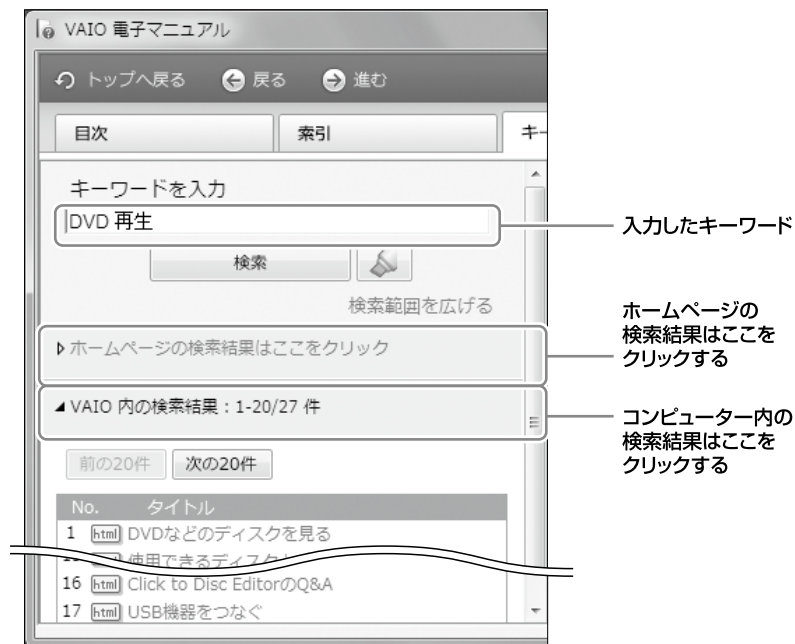 VAIO 電子マニュアル
トップへ戻る 戻る 進む
目次 索引 キー
キーワードを入力
DVD 再生
検索
検索範囲を広げる
ホームページの検索結果はここをクリック
VAIO 内の検索結果：1-20/27 件
前の20件 次の20件
No. タイトル
1 html DVDなどのディスクを見る
使用できるディスク
16 html Click to Disc EditorのQ&A
17 html USB機器をつなぐ
入力したキーワード
ホームページの
検索結果はここを
クリックする
コンピューター内の
検索結果はここを
クリックする